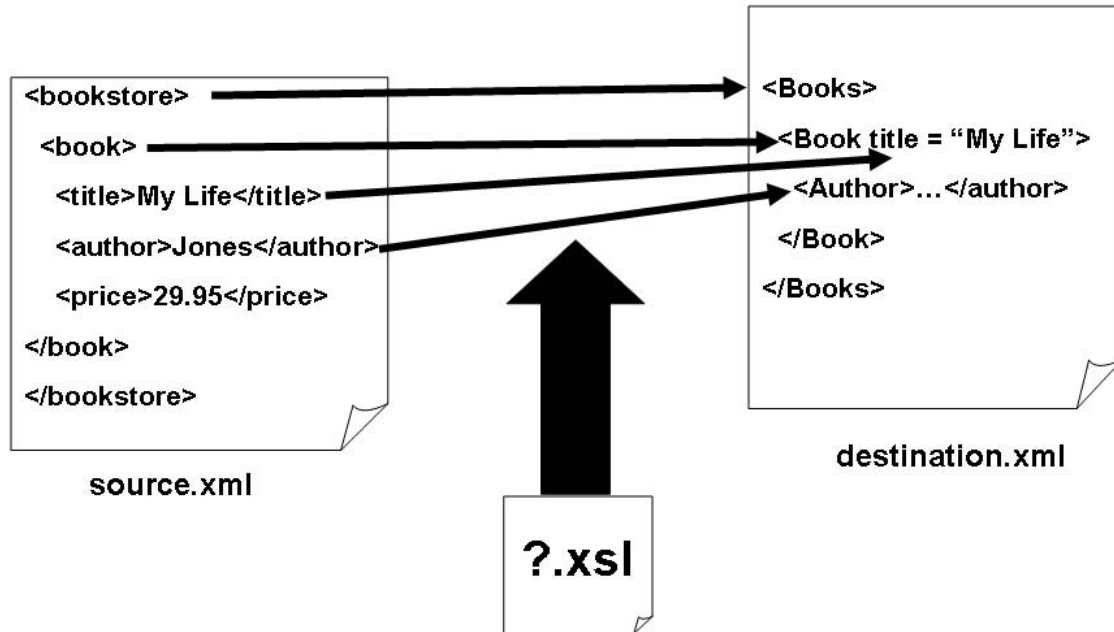 <bookstore>
<book>
<title>My Life</title>
<author>Jones</author>
<price>29.95</price>
</book>
</bookstore>
source.xml
<Books>
<Book title = “My Life”>
<Author>...</author>
</Book>
</Books>
destination.xml
?.xsl